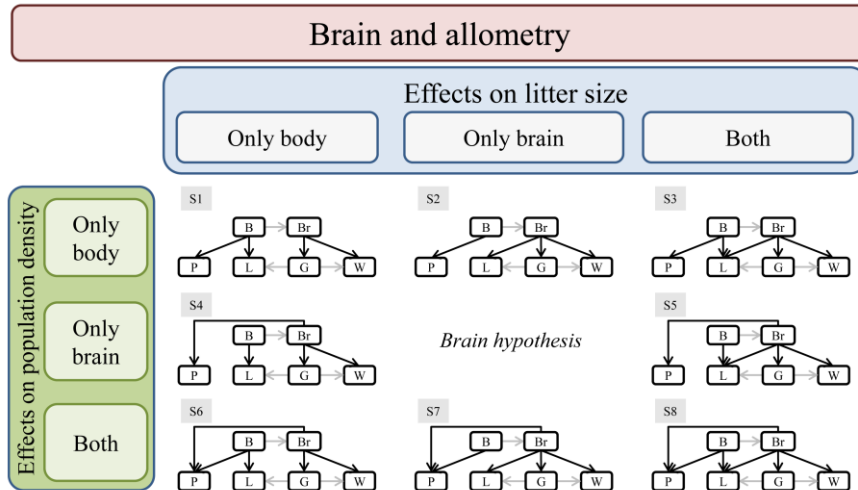 Brain and allometry
Effects on litter size
Only body
Only brain
Both
Effects on population density
Only
body
Only
brain
Both
S1
B
Br
P
L
G
W
S2
B
Br
P
L
G
W
S3
B
Br
P
L
G
W
S4
B
Br
P
L
G
W
Brain hypothesis
S5
B
Br
P
L
G
W
S6
B
Br
P
L
G
W
S7
B
Br
P
L
G
W
S8
B
Br
P
L
G
W